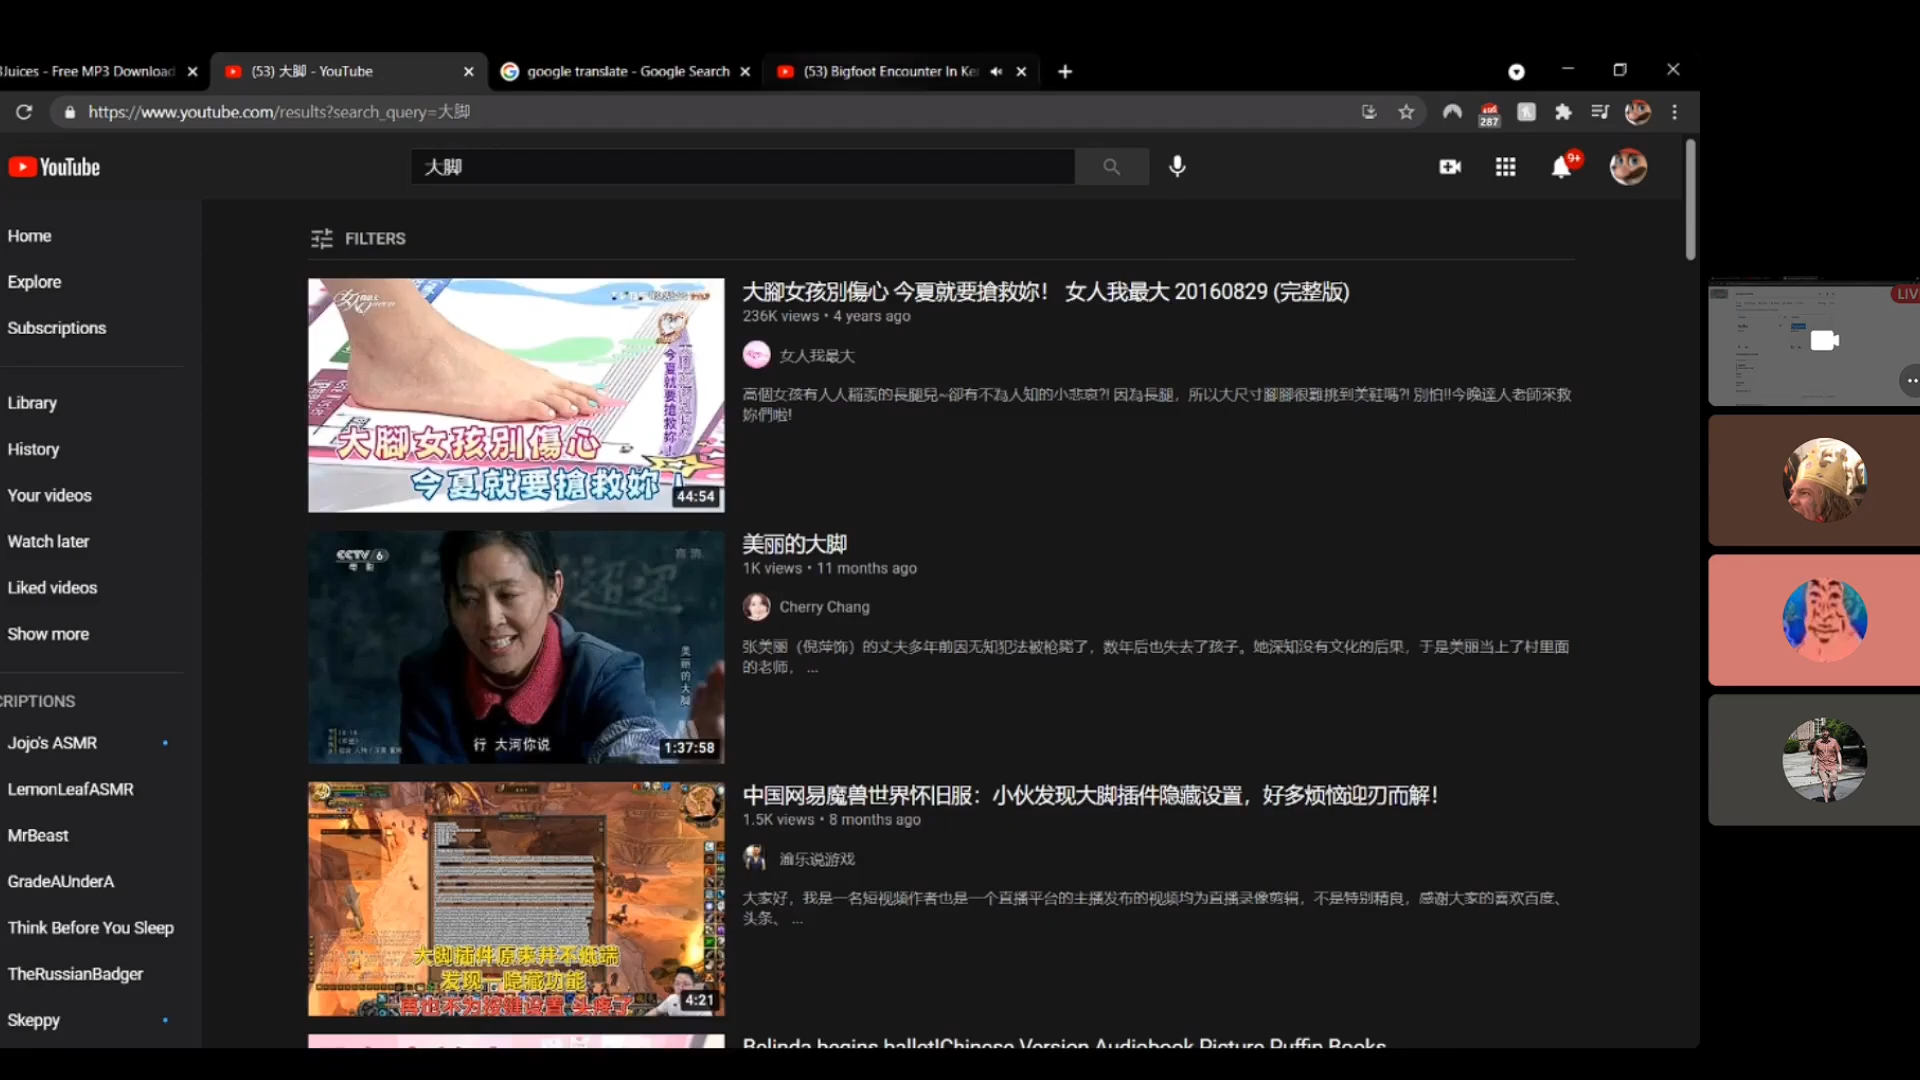 3Juices - Free MP3 Download
(53) 大脚 - YouTube
google translate - Google Search
(53) Bigfoot Encounter In Ke
https://www.youtube.com/results?search_query=大脚
287
YouTube
大脚
9+
Home
Explore
Subscriptions
Library
History
Your videos
Watch later
Liked videos
Show more
CRIPTIONS
Jojo's ASMR
LemonLeafASMR
MrBeast
GradeAUnderA
Think Before You Sleep
TheRussianBadger
Skeppy
FILTERS
大腳女孩別傷心
今夏就要搶救妳！
44:54
大腳女孩別傷心 今夏就要搶救妳！ 女人我最大 20160829 (完整版)
236K views • 4 years ago
女人我最大
高個女孩有人人稱羨的長腿兒~卻有不為人知的小悲哀?! 因為長腿，所以大尺寸腳腳很難挑到美鞋嗎?! 別怕!!今晚達人老師來救
妳們啦!
CCTV 6
电影
高清
美丽的大脚
行 大河你说
1:37:58
美丽的大脚
1K views • 11 months ago
Cherry Chang
张美丽（倪萍饰）的丈夫多年前因无知犯法被枪毙了，数年后也失去了孩子。她深知没有文化的后果，于是美丽当上了村里面
的老师， ...
大脚插件原来并不低端
发现一隐藏功能
4:21
中国网易魔兽世界怀旧服：小伙发现大脚插件隐藏设置，好多烦恼迎刃而解！
1.5K views • 8 months ago
渝乐说游戏
大家好，我是一名短视频作者也是一个直播平台的主播发布的视频均为直播录像剪辑，不是特别精良，感谢大家的喜欢百度、
头条、 ...
Belinda begins ballet|Chinese Version Audiobook Picture Puffin Books
LIV